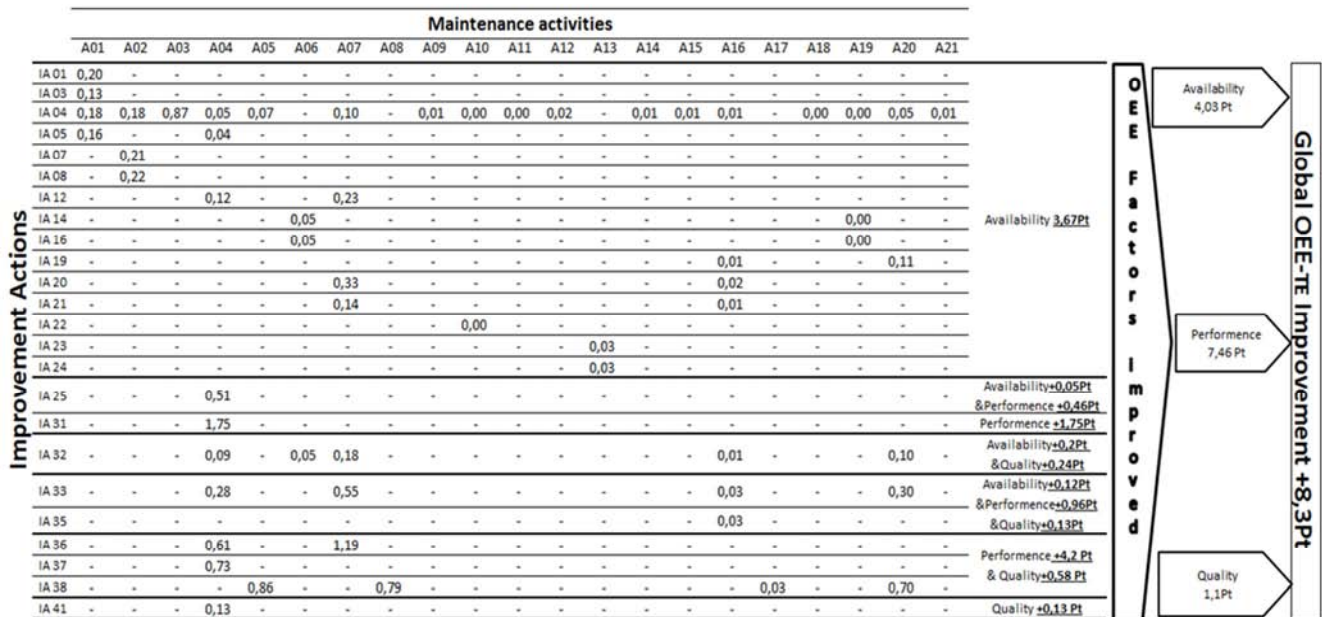 Maintenance activities
A01 A02 A03 A04 A05 A06 A07 A08 A09 A10 A11 A12 A13 A14 A15 A16 A17 A18 A19 A20 A21
IA 01 0,20 - - - - - - - - - - - - - - - - - - - -
IA 03 0,13 - - - - - - - - - - - - - - - - - - - -
IA 04 0,18 0,18 0,87 0,05 0,07 - 0,10 - 0,01 0,00 0,00 0,02 - 0,01 0,01 0,01 - 0,00 0,00 0,05 0,01
IA 05 0,16 - - 0,04 - - - - - - - - - - - - - - - - -
IA 07 - 0,21 - - - - - - - - - - - - - - - - - - -
IA 08 - 0,22 - - - - - - - - - - - - - - - - - - -
IA 12 - - - 0,12 - - 0,23 - - - - - - - - - - - - - -
IA 14 - - - - - 0,05 - - - - - - - - - - - - 0,00 - -
Availability 3,67Pt
IA 16 - - - - - 0,05 - - - - - - - - - - - - 0,00 - -
IA 19 - - - - - - - - - - - - - - - 0,01 - - - 0,11 -
IA 20 - - - - - - 0,33 - - - - - - - - 0,02 - - - - -
IA 21 - - - - - - 0,14 - - - - - - - - 0,01 - - - - -
IA 22 - - - - - - - - - 0,00 - - - - - - - - - - -
IA 23 - - - - - - - - - - - - 0,03 - - - - - - - -
IA 24 - - - - - - - - - - - - 0,03 - - - - - - - -
IA 25 - - - 0,51 - - - - - - - - - - - - - - - - -
Availability+0,05Pt
&Performence +0,46Pt
IA 31 - - - 1,75 - - - - - - - - - - - - - - - - - Performence +1,75Pt
IA 32 - - - 0,09 - 0,05 0,18 - - - - - - - - 0,01 - - - 0,10 -
Availability+0,2Pt
&Quality+0,24Pt
IA 33 - - - 0,28 - - 0,55 - - - - - - - - 0,03 - - - 0,30 -
Availability+0,12Pt
&Performence+0,96Pt
&Quality+0,13Pt
IA 35 - - - - - - - - - - - - - - - 0,03 - - - - -
IA 36 - - - 0,61 - - 1,19 - - - - - - - - - - - - - -
IA 37 - - - 0,73 - - - - - - - - - - - - - - - - -
Performence +4,2 Pt
& Quality+0,58 Pt
IA 38 - - - - 0,86 - - 0,79 - - - - - - - - 0,03 - - 0,70 -
IA 41 - - - 0,13 - - - - - - - - - - - - - - - - - Quality +0,13 Pt
Improvement Actions
OEE Factors Improved
Availability
4,03 Pt
Performence
7,46 Pt
Quality
1,1Pt
Global OEE-TE Improvement +8,3Pt